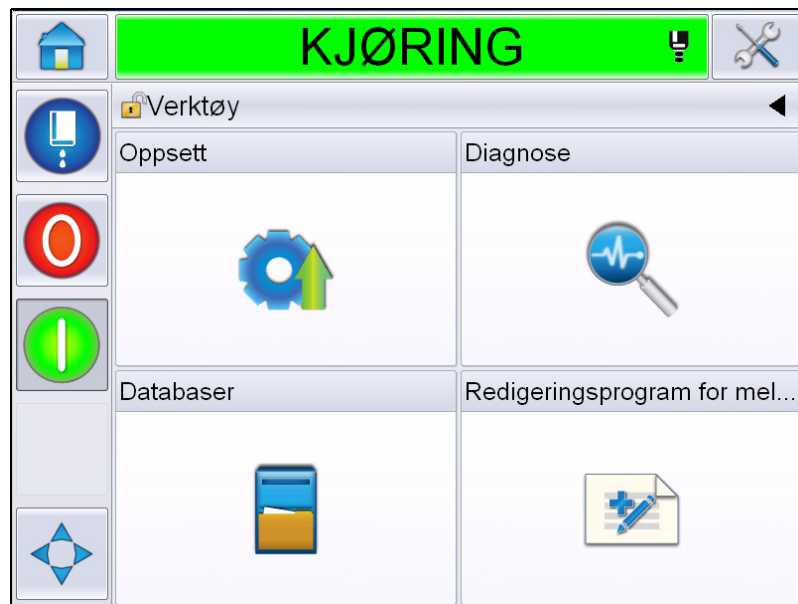 KJØRING
Verktøy
Oppsett
Diagnose
Databaser
Redigeringsprogram for mel...